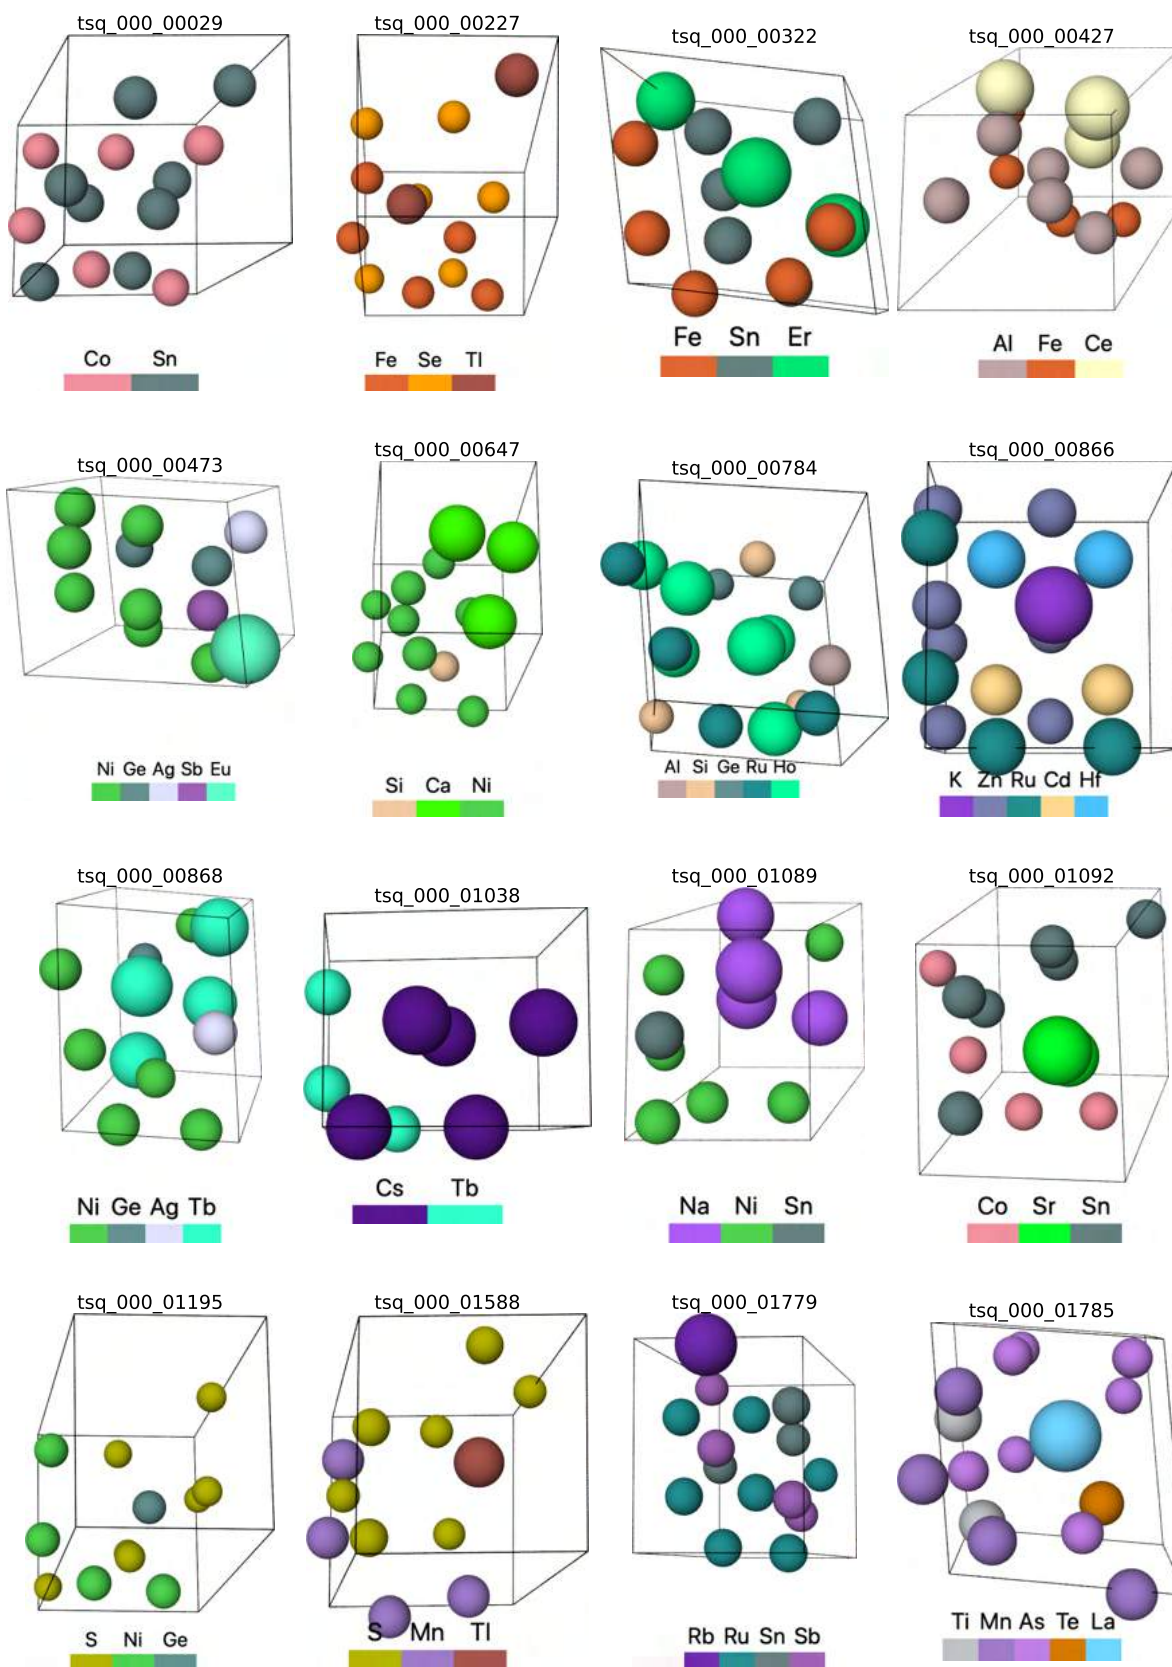 tsq_000_00029
tsq_000_00227
tsq_000_00322
tsq_000_00427
Co Sn
Fe Se Tl
Fe Sn Er
Al Fe Ce
tsq_000_00473
tsq_000_00647
tsq_000_00784
tsq_000_00866
Ni Ge Ag Sb Eu
Si Ca Ni
Al Si Ge Ru Ho
K Zn Ru Cd Hf
tsq_000_00868
tsq_000_01038
tsq_000_01089
tsq_000_01092
Ni Ge Ag Tb
Cs Tb
Na Ni Sn
Co Sr Sn
tsq_000_01195
tsq_000_01588
tsq_000_01779
tsq_000_01785
S Ni Ge
S Mn Tl
Rb Ru Sn Sb
Ti Mn As Te La